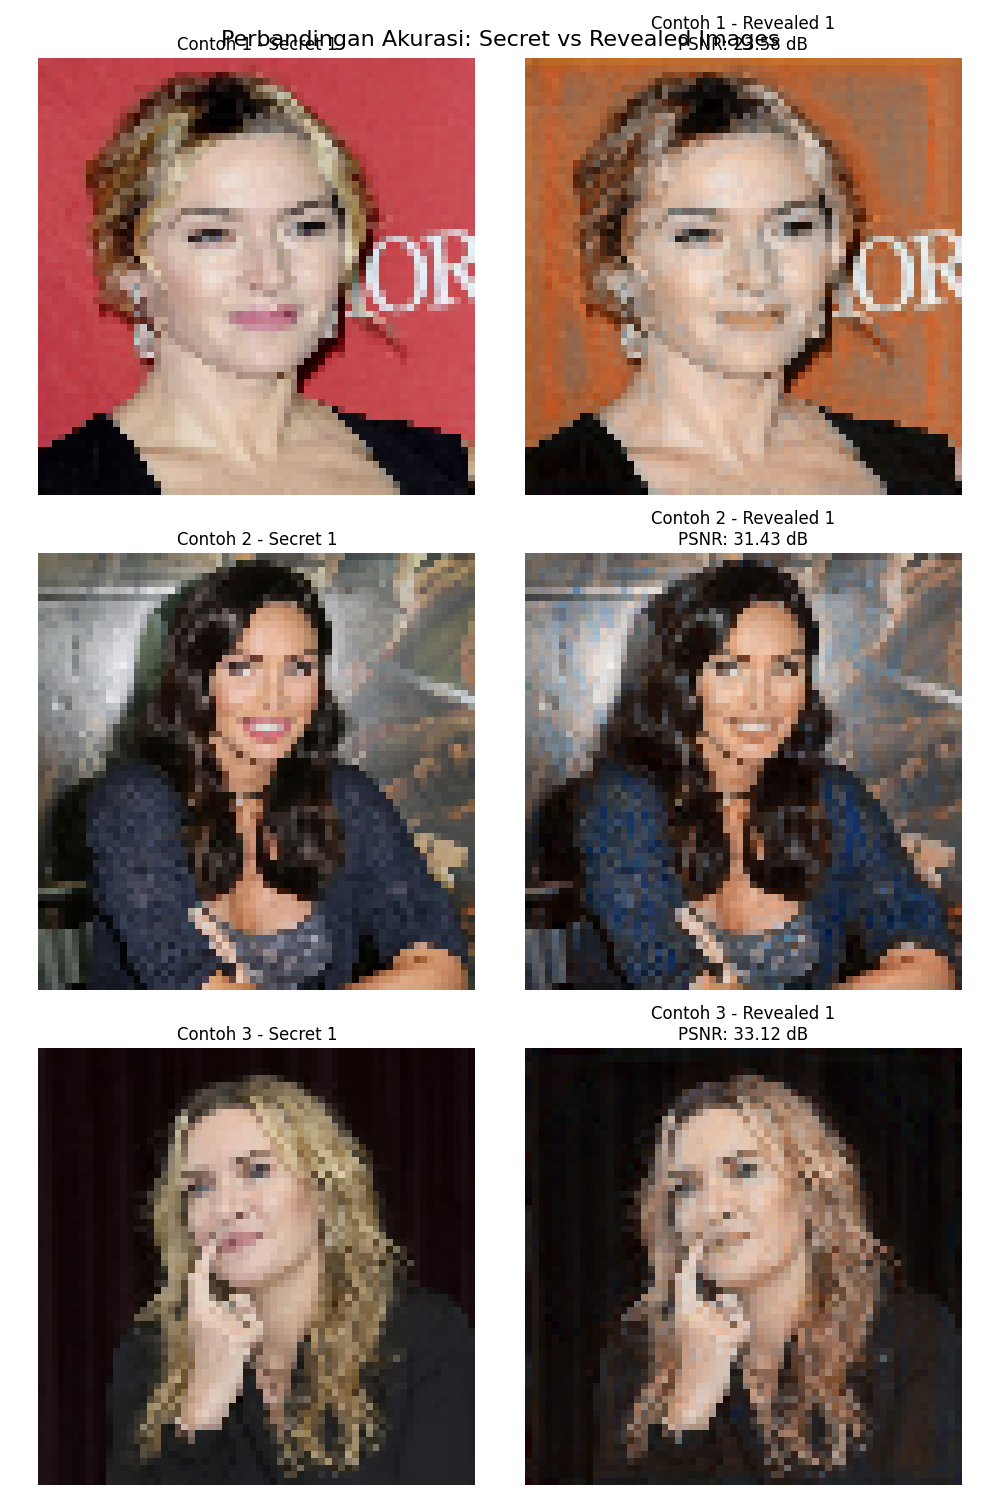 Perbandingan Akurasi: Secret vs Revealed Images
Contoh 1 - Secret 1
Contoh 1 - Revealed 1
PSNR: 23.58 dB
OR
OR
Contoh 2 - Secret 1
Contoh 2 - Revealed 1
PSNR: 31.43 dB
Contoh 3 - Secret 1
Contoh 3 - Revealed 1
PSNR: 33.12 dB